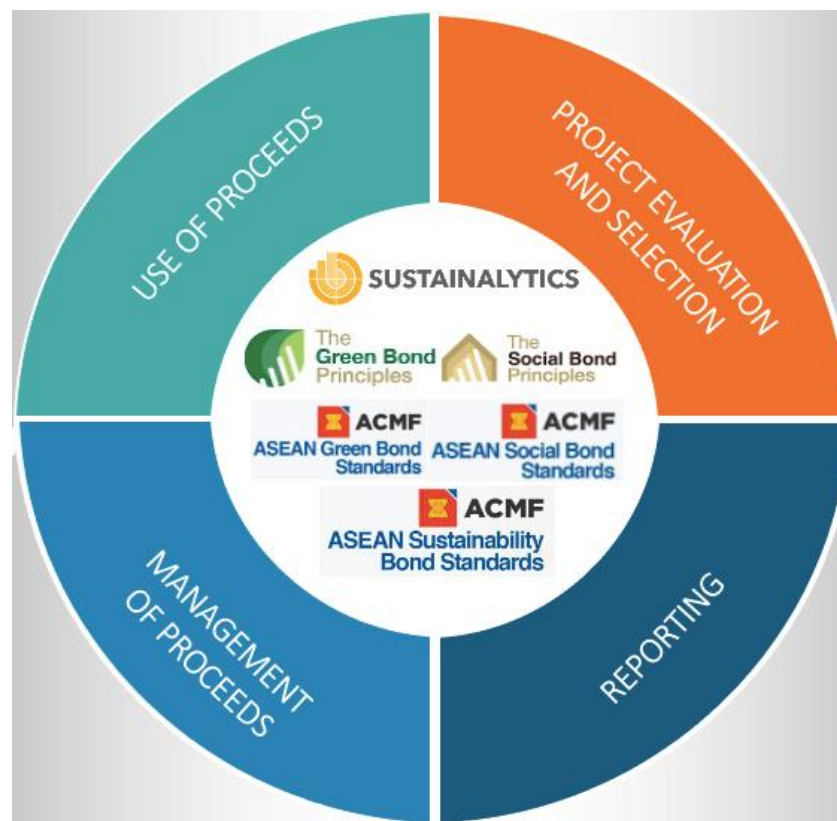 USE OF PROCEEDS
PROJECT EVALUATION
AND SELECTION
SUSTAINALYTICS
The
Green Bond
Principles
The
Social Bond
Principles
ACMF
ASEAN Green Bond
Standards
ACMF
ASEAN Social Bond
Standards
ACMF
ASEAN Sustainability
Bond Standards
MANAGEMENT
OF PROCEEDS
REPORTING